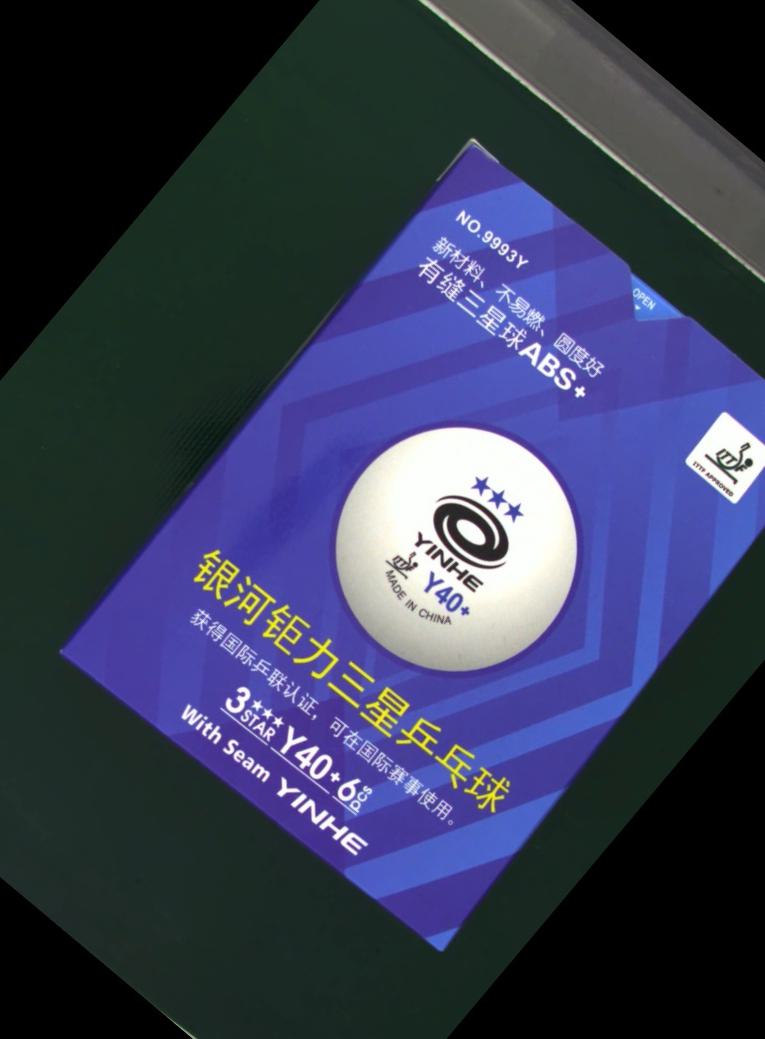 NO.9993Y
新材料、不易燃、圆度好
有缝三星球ABS+
OPEN
ITTF
ITTF APPROVED
YINHE
Y40+
MADE IN CHINA
银河钜力三星乒乓球
获得国际乒联认证，可在国际赛事使用。
3 STAR Y40+ 6 PCS
With Seam YINHE